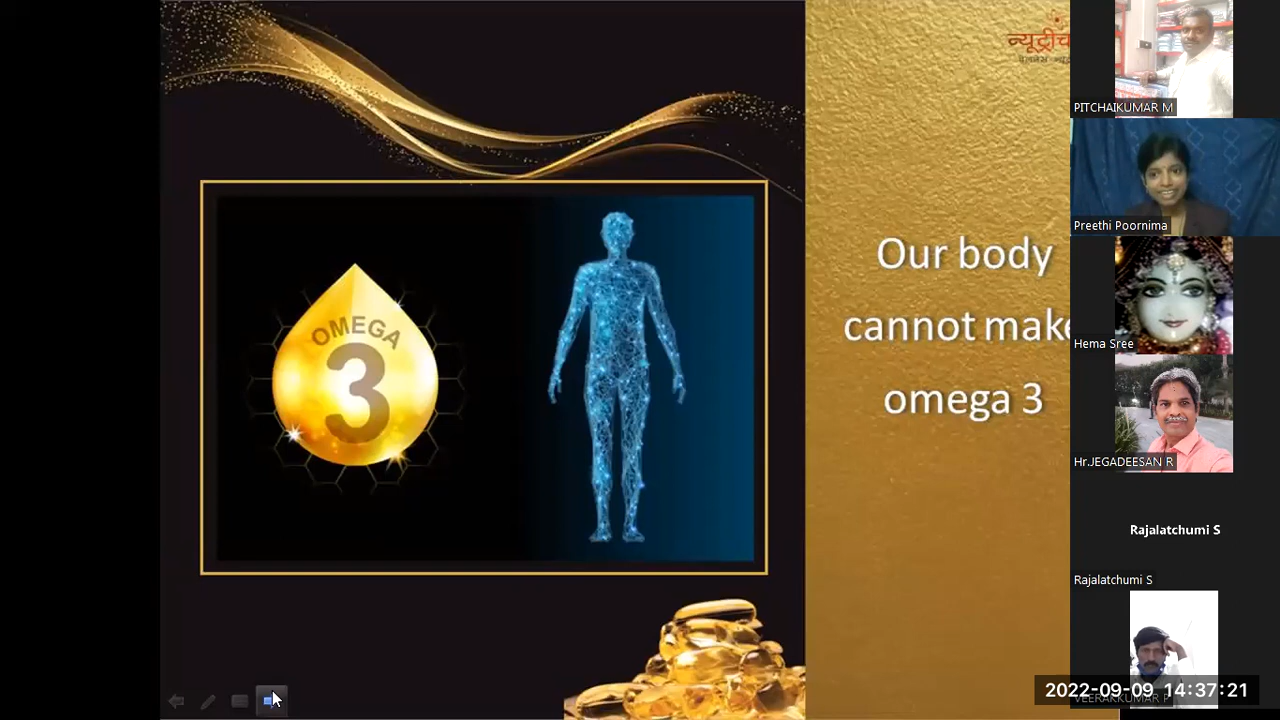 न्यूट्रीच
OMEGA
3
Our body
cannot make
omega 3
PITCHAIKUMAR M
Preethi Poornima
Hema Sree
Hr.JEGADEESAN R
Rajalatchumi S
Rajalatchumi S
2022-09-09 14:37:21
VEERAKKUMAR P